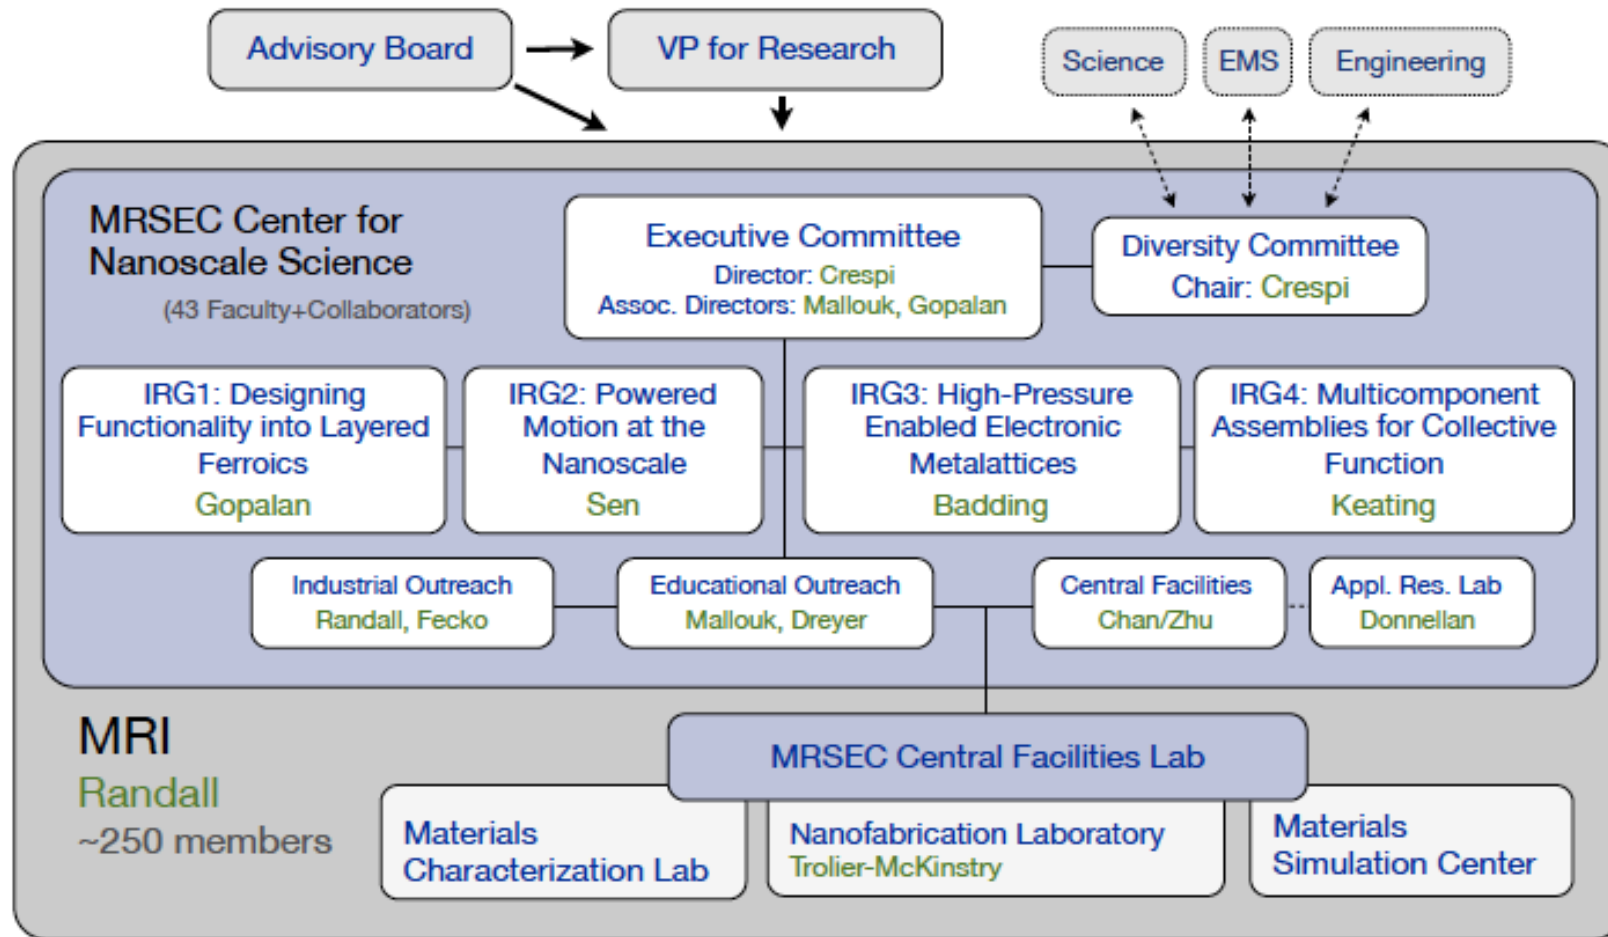 Advisory Board
VP for Research
Science
EMS
Engineering
MRSEC Center for
Nanoscale Science
(43 Faculty+Collaborators)
Executive Committee
Director: Crespi
Assoc. Directors: Mallouk, Gopalan
Diversity Committee
Chair: Crespi
IRG1: Designing
Functionality into Layered
Ferroics
Gopalan
IRG2: Powered
Motion at the
Nanoscale
Sen
IRG3: High-Pressure
Enabled Electronic
Metalattices
Badding
IRG4: Multicomponent
Assemblies for Collective
Function
Keating
Industrial Outreach
Randall, Fecko
Educational Outreach
Mallouk, Dreyer
Central Facilities
Chan/Zhu
Appl. Res. Lab
Donnellan
MRI
Randall
~250 members
MRSEC Central Facilities Lab
Materials
Characterization Lab
Nanofabrication Laboratory
Trolier-McKinstry
Materials
Simulation Center